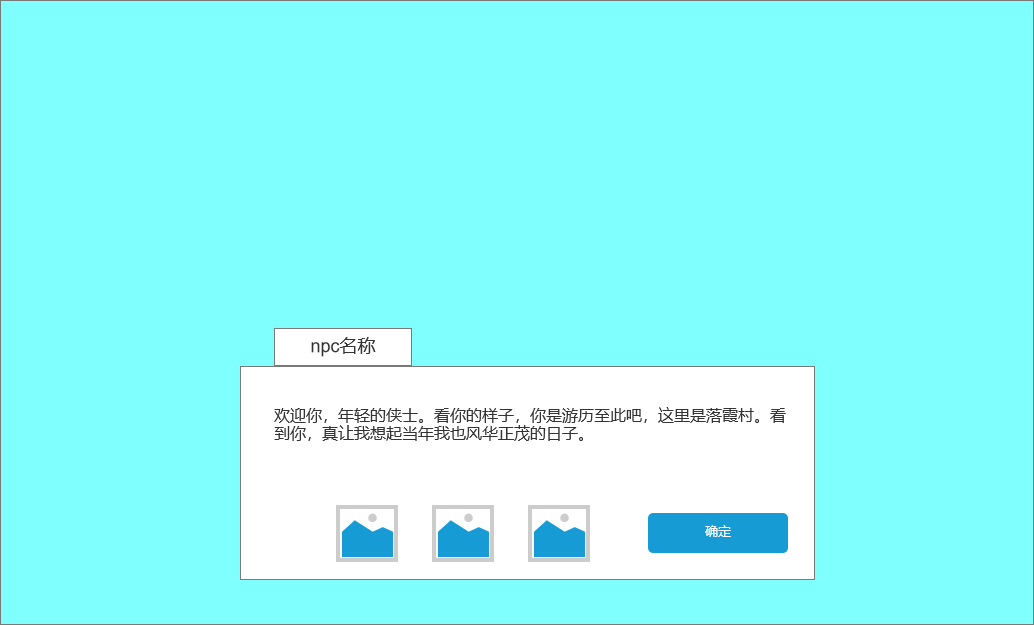 npc名称
欢迎你，年轻的侠士。看你的样子，你是游历至此吧，这里是落霞村。看
到你，真让我想起当年我也风华正茂的日子。
确定